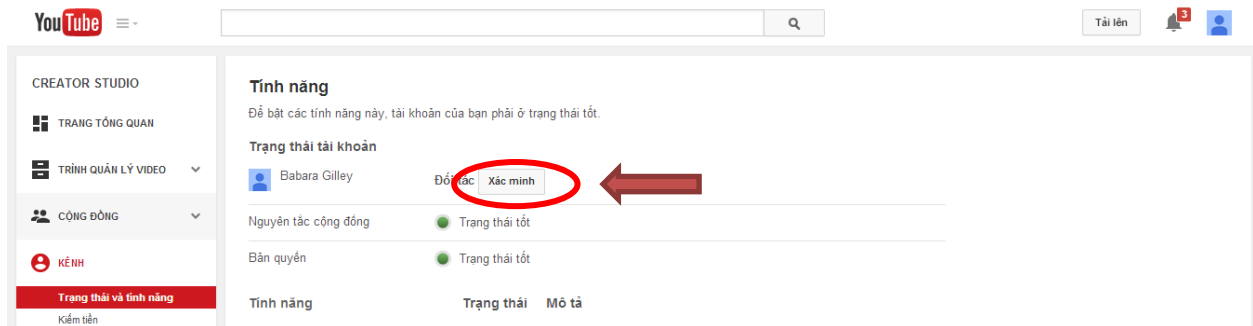 YouTube
Tải lên
3
CREATOR STUDIO
TRANG TỔNG QUAN
TRÌNH QUẢN LÝ VIDEO
CỘNG ĐỒNG
KÊNH
Trạng thái và tính năng
Kiếm tiền
Tính năng
Để bật các tính năng này, tài khoản của bạn phải ở trạng thái tốt.
Trạng thái tài khoản
Babara Gilley
Đối tác Xác minh
Nguyên tắc cộng đồng Trạng thái tốt
Bản quyền Trạng thái tốt
Tính năng Trạng thái Mô tả